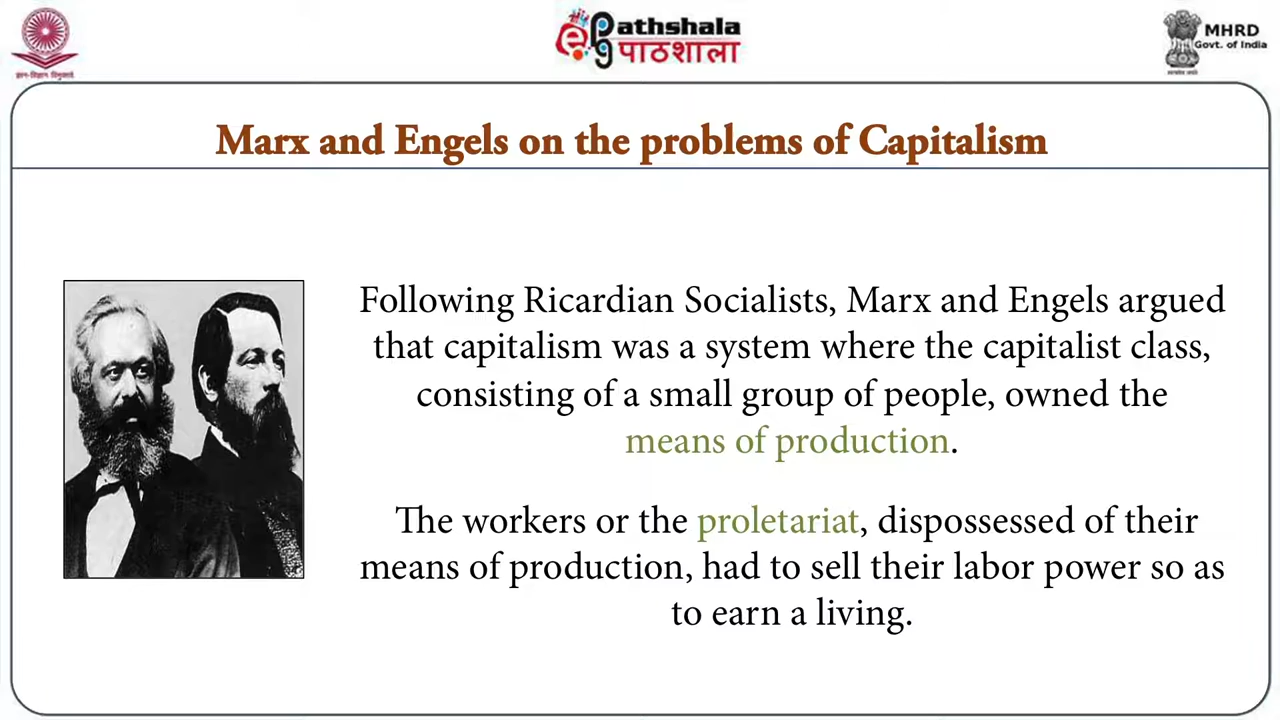 ज्ञान-विज्ञान विमुक्तये
ePathshala
पाठशाला
MHRD
Govt. of India
Marx and Engels on the problems of Capitalism
Following Ricardian Socialists, Marx and Engels argued
that capitalism was a system where the capitalist class,
consisting of a small group of people, owned the
means of production.
The workers or the proletariat, dispossessed of their
means of production, had to sell their labor power so as
to earn a living.